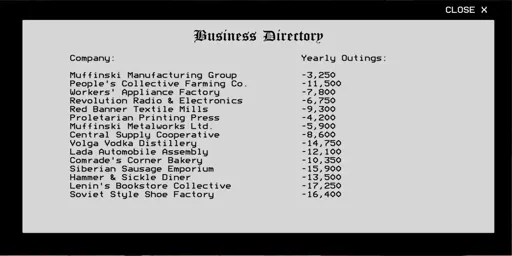 CLOSE X
Business Directory
Company: Yearly Outings:
Muffinski Manufacturing Group -3,250
People's Collective Farming Co. -11,500
Workers' Appliance Factory -7,800
Revolution Radio & Electronics -6,750
Red Banner Textile Mills -9,300
Proletarian Printing Press -4,200
Muffinski Metalworks Ltd. -5,900
Central Supply Cooperative -8,600
Volga Vodka Distillery -14,750
Lada Automobile Assembly -12,100
Comrade's Corner Bakery -10,350
Siberian Sausage Emporium -15,900
Hammer & Sickle Diner -13,500
Lenin's Bookstore Collective -17,250
Soviet Style Shoe Factory -16,400